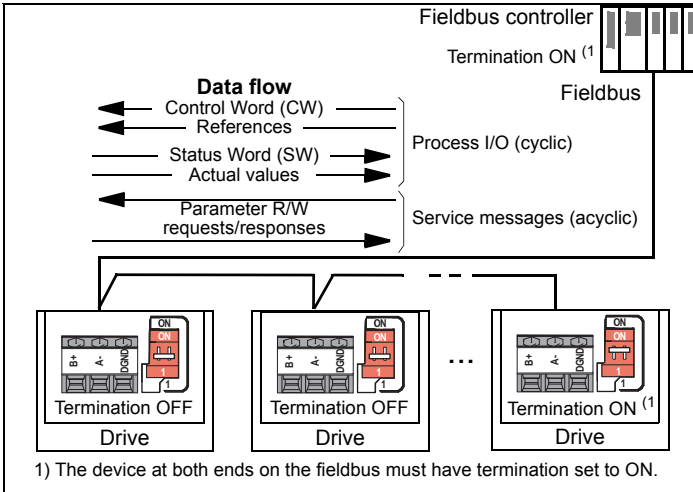 Fieldbus controller
Termination ON (1
Fieldbus
Data flow
Control Word (CW)
References
Status Word (SW)
Actual values
Process I/O (cyclic)
Parameter R/W
requests/responses
Service messages (acyclic)
B+ A- DGND
ON
ON
1
1
Termination OFF
Drive
B+ A- DGND
ON
ON
1
1
Termination OFF
Drive
...
B+ A- DGND
ON
ON
1
1
Termination ON (1
Drive
1) The device at both ends on the fieldbus must have termination set to ON.